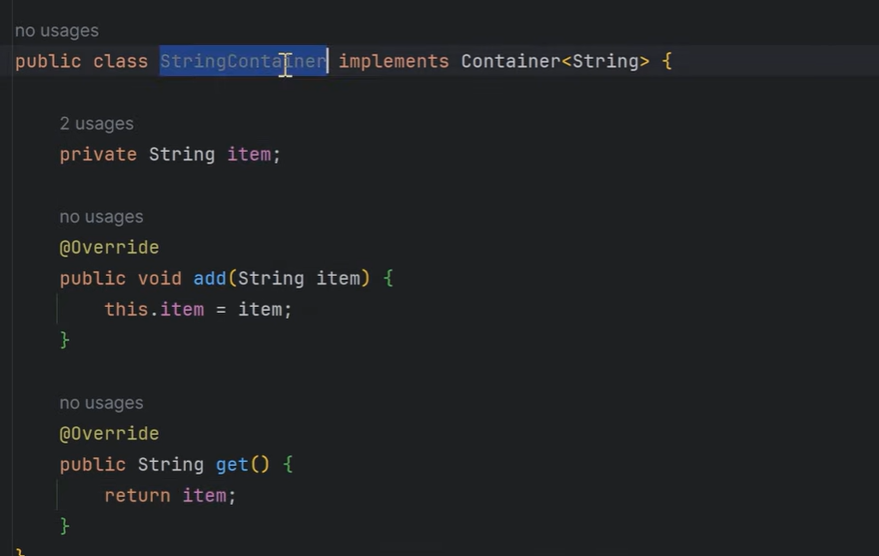 no usages
public class StringContainer implements Container<String> {
2 usages
private String item;
no usages
@Override
public void add(String item) {
this.item = item;
}
no usages
@Override
public String get() {
return item;
}
}